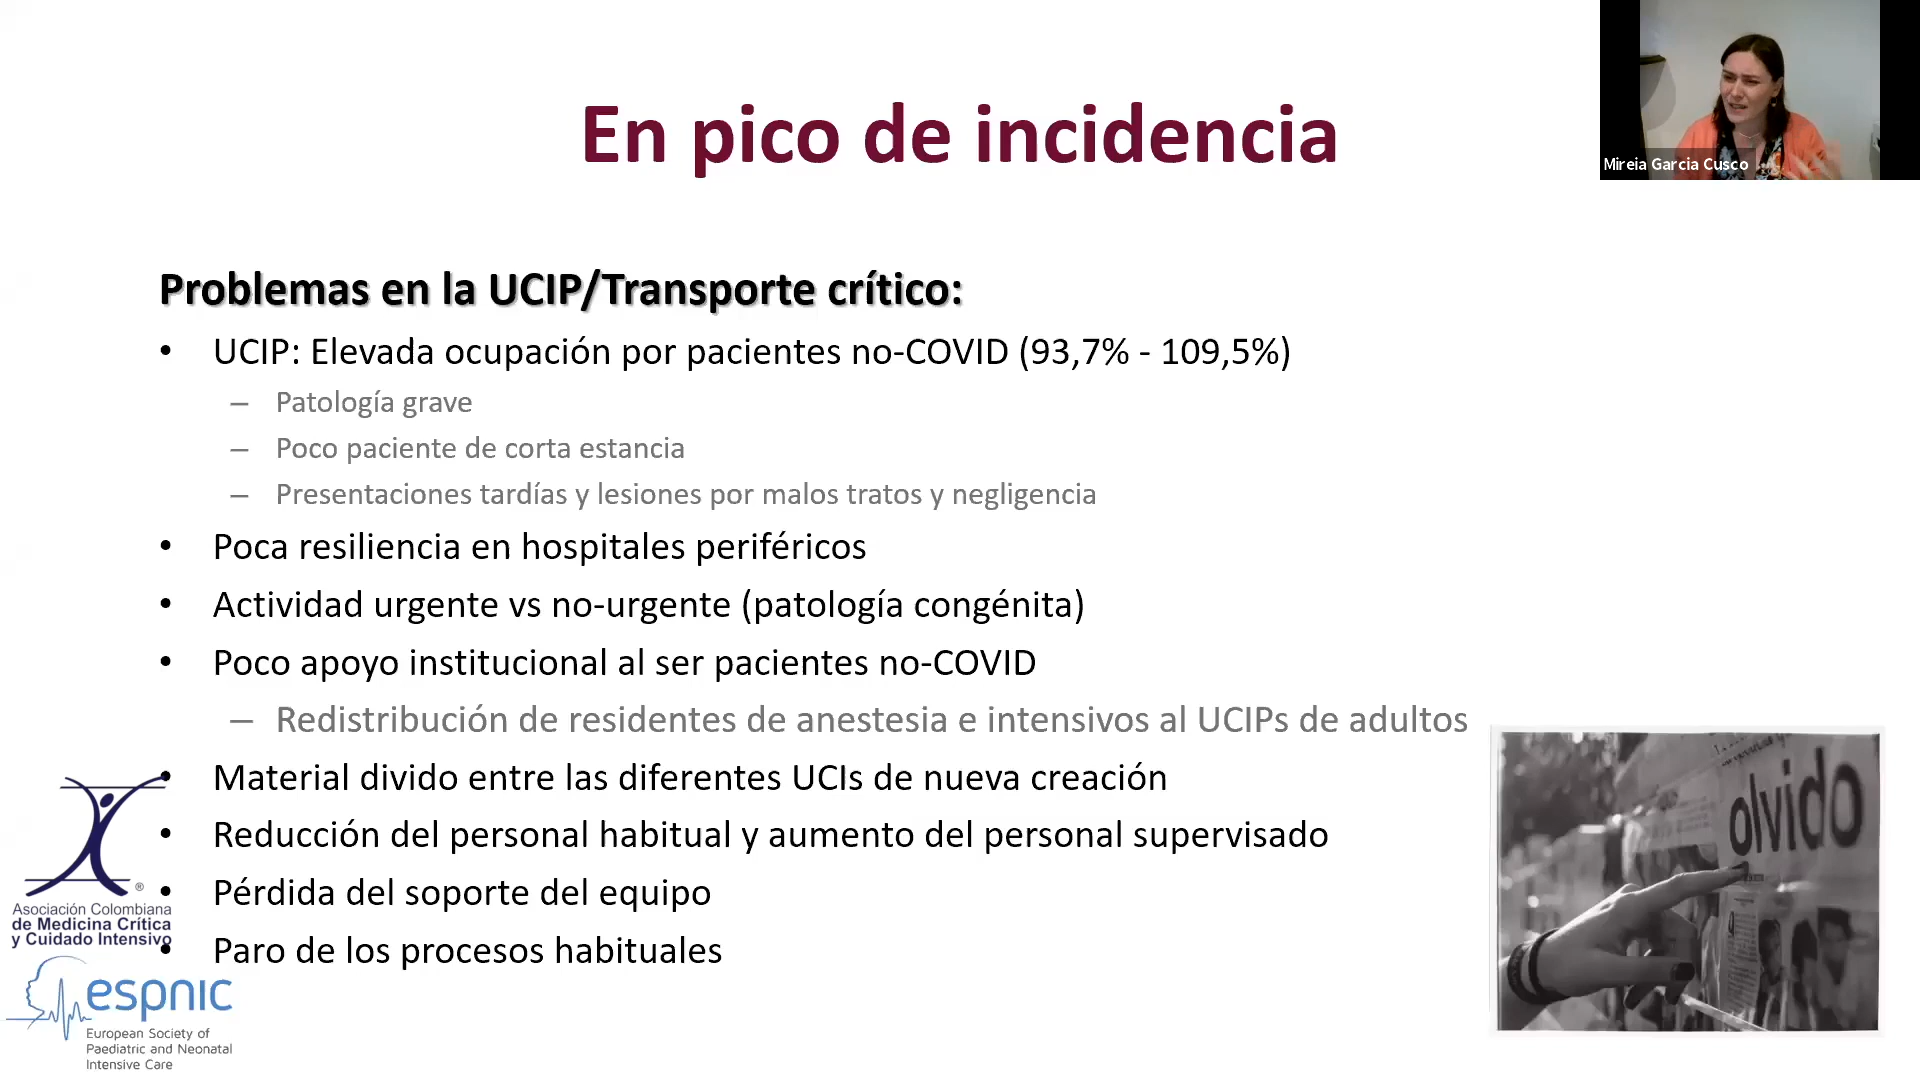 En pico de incidencia
Mireia Garcia Cusco
Problemas en la UCIP/Transporte crítico:
• UCIP: Elevada ocupación por pacientes no-COVID (93,7% - 109,5%)
– Patología grave
– Poco paciente de corta estancia
– Presentaciones tardías y lesiones por malos tratos y negligencia
• Poca resiliencia en hospitales periféricos
• Actividad urgente vs no-urgente (patología congénita)
• Poco apoyo institucional al ser pacientes no-COVID
– Redistribución de residentes de anestesia e intensivos al UCIPs de adultos
• Material divido entre las diferentes UCIs de nueva creación
• Reducción del personal habitual y aumento del personal supervisado
• Pérdida del soporte del equipo
• Paro de los procesos habituales
®
Asociación Colombiana
de Medicina Crítica
y Cuidado Intensivo
espnic
European Society of
Paediatric and Neonatal
Intensive Care
olvido